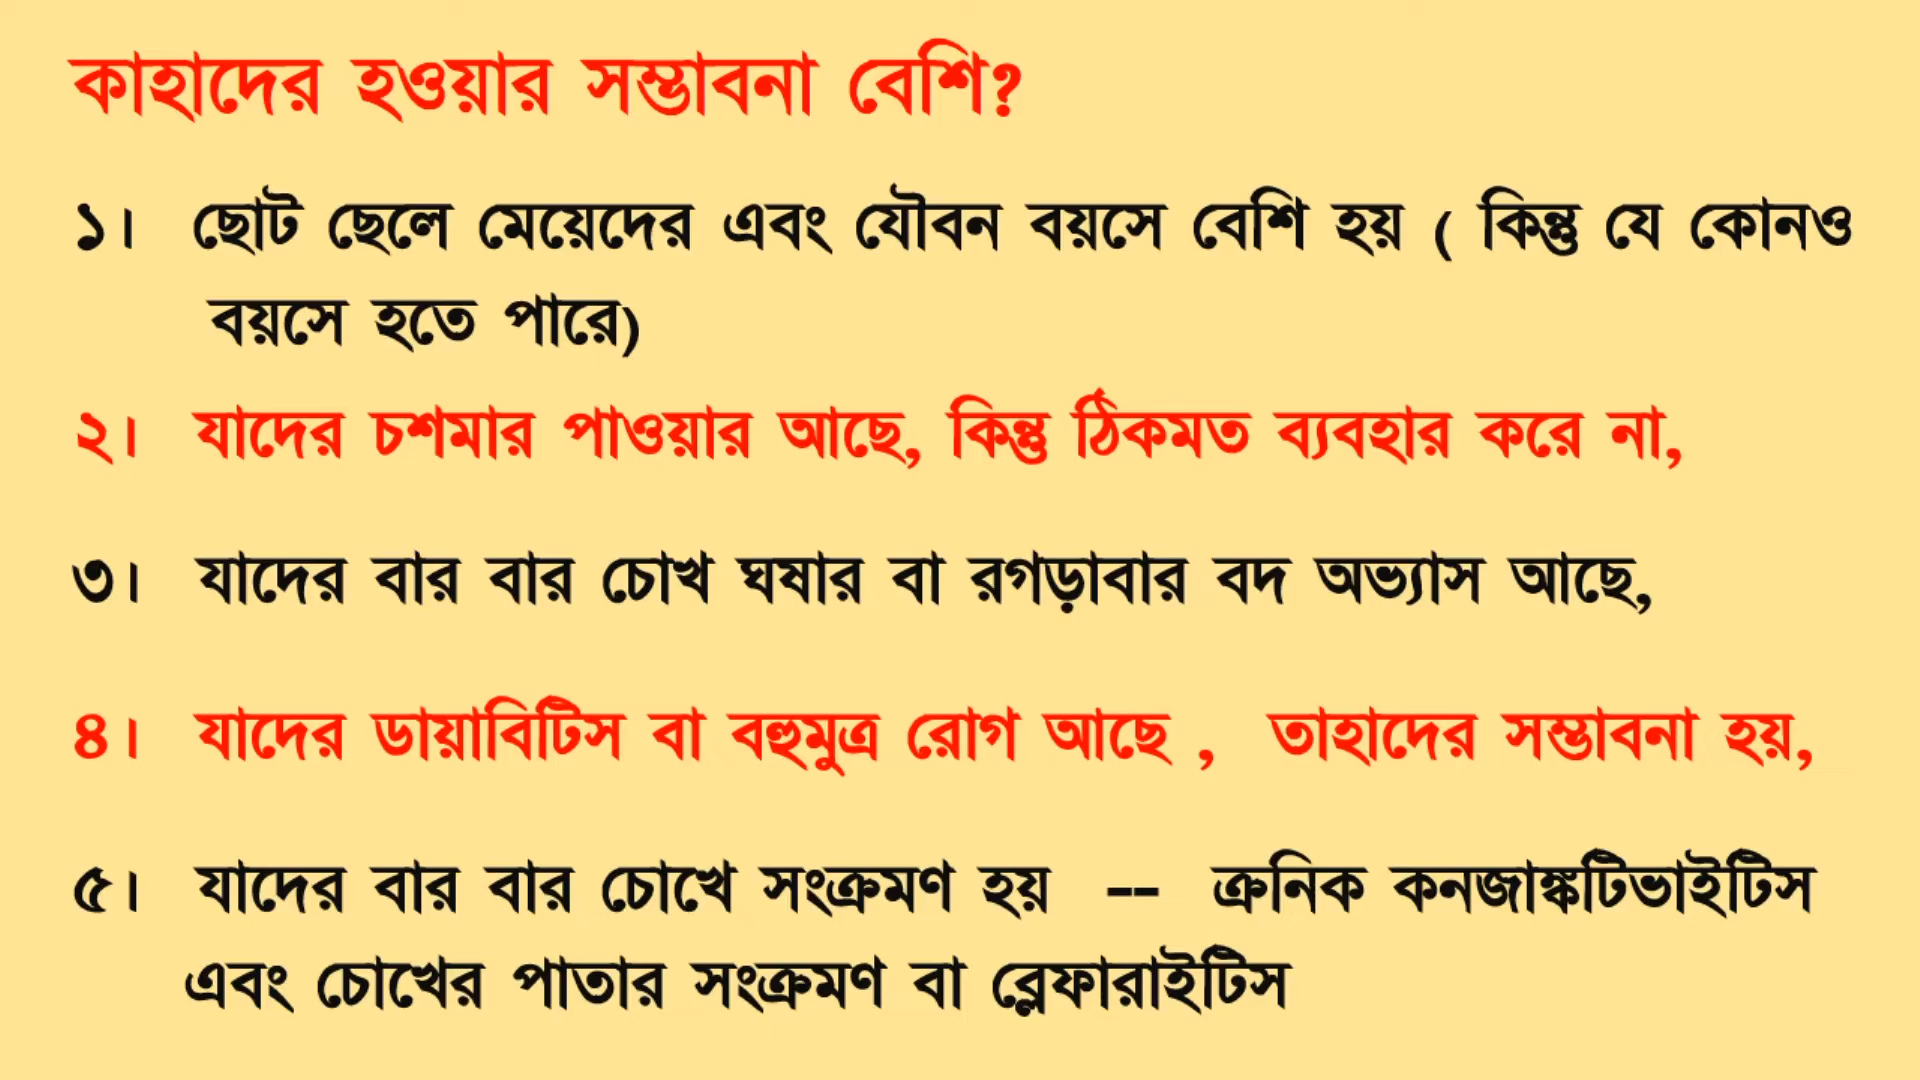 কাহাদের হওয়ার সম্ভাবনা বেশি?
১। ছোট ছেলে মেয়েদের এবং যৌবন বয়সে বেশি হয় ( কিন্তু যে কোনও
বয়সে হতে পারে)
২। যাদের চশমার পাওয়ার আছে, কিন্তু ঠিকমত ব্যবহার করে না,
৩। যাদের বার বার চোখ ঘষার বা রগড়াবার বদ অভ্যাস আছে,
৪। যাদের ডায়াবিটিস বা বহুমুত্র রোগ আছে , তাহাদের সম্ভাবনা হয়,
৫। যাদের বার বার চোখে সংক্রমণ হয় -- ক্রনিক কনজাঙ্কটিভাইটিস
এবং চোখের পাতার সংক্রমণ বা ব্লেফারাইটিস